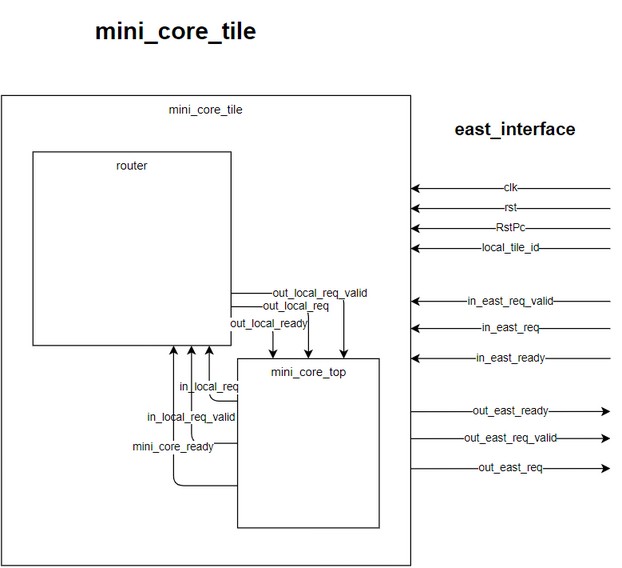 mini_core_tile
mini_core_tile
east_interface
router
clk
rst
RstPc
local_tile_id
out_local_req_valid
in_east_req_valid
out_local_req
out_local_ready
in_east_req
in_east_ready
mini_core_top
in_local_req
out_east_ready
in_local_req_valid
out_east_req_valid
mini_core_ready
out_east_req